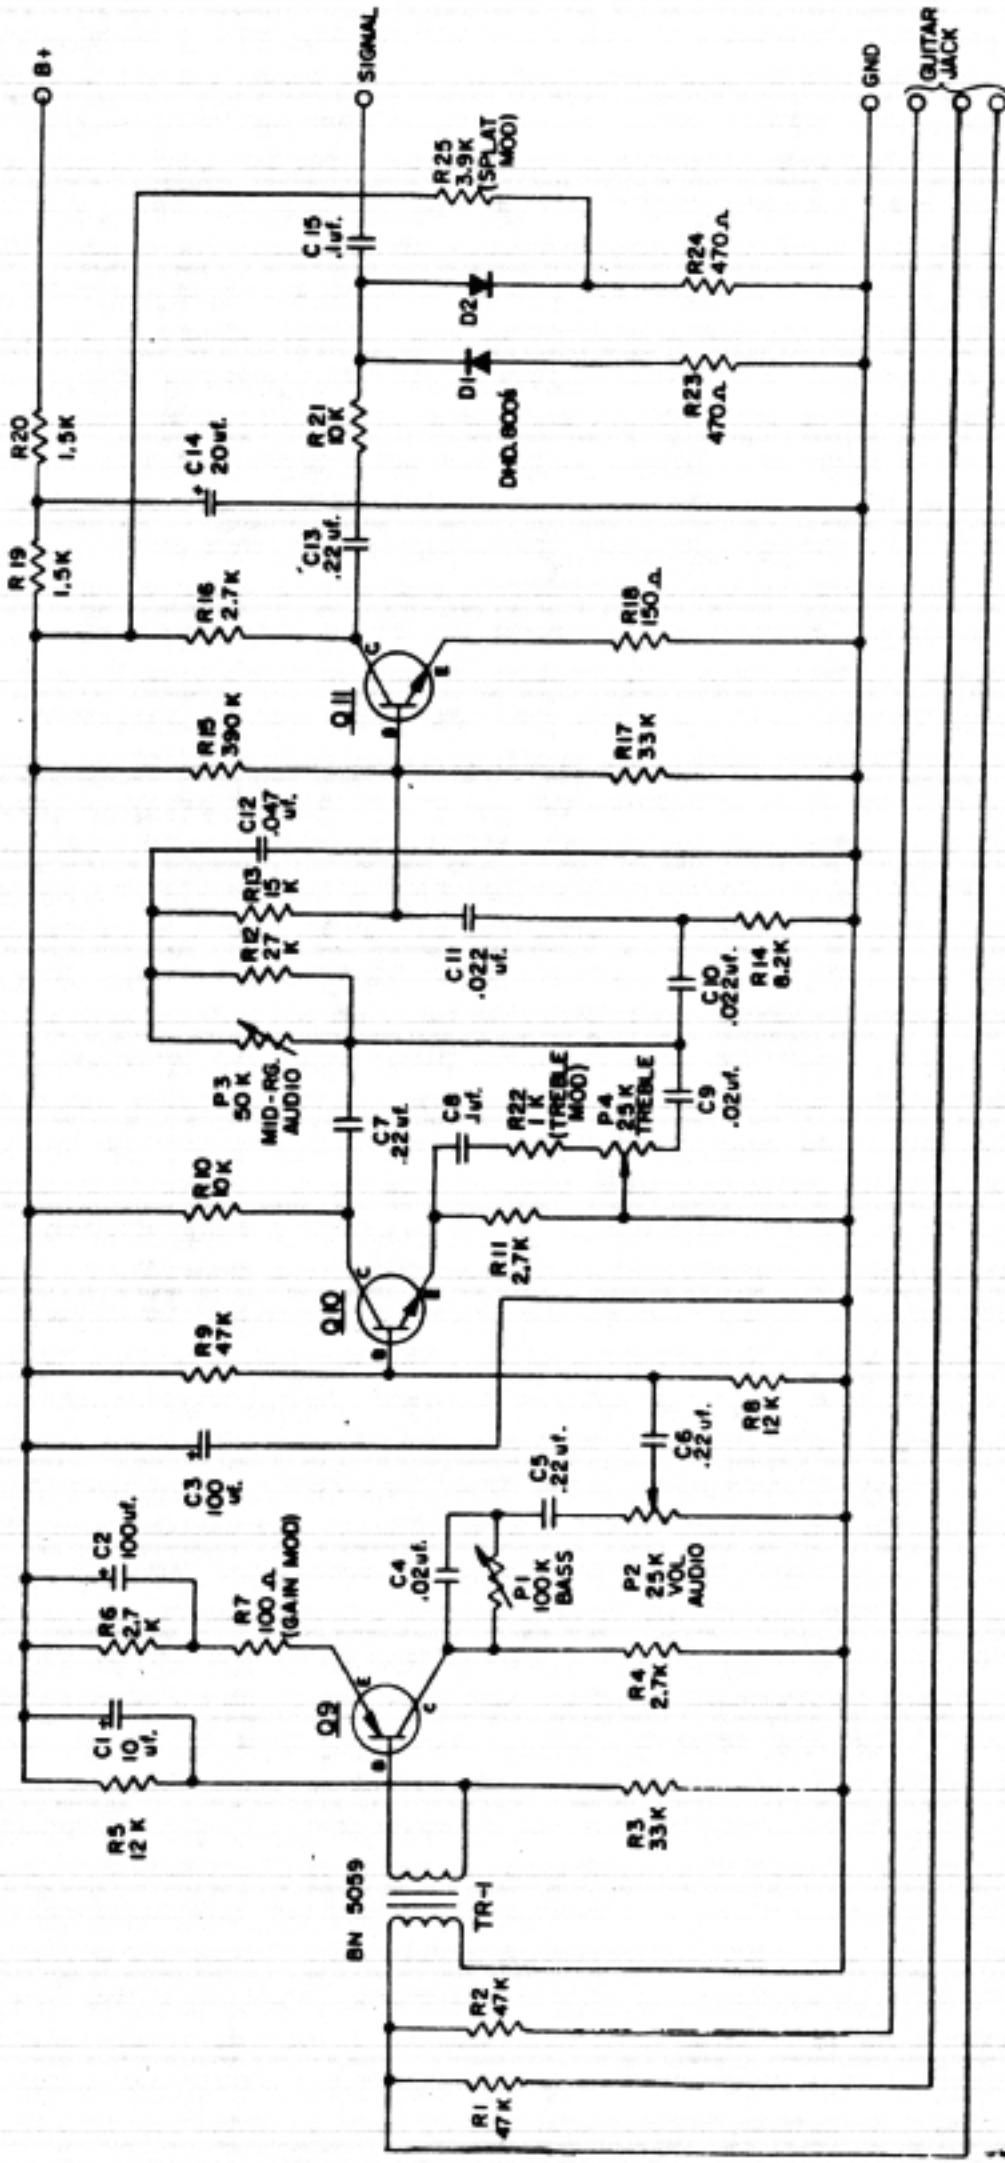 B+
SIGNAL
GND
GUITAR
JACK
R20
1.5K
R19
1.5K
C14
20uf.
+
R25
3.9K
(SPLAT
MOD)
C15
.1uf.
D2
D1
DHD.800
R24
470Ω
R23
470Ω
R21
10K
C13
.22uf.
R16
2.7K
R18
150Ω
Q11
C
B
E
R15
390K
R17
33K
C12
.047
uf.
R13
15
K
R12
27
K
C11
.022
uf.
R14
8.2K
C10
.022uf.
P3
50K
MID-RG.
AUDIO
C7
.22uf.
C8
.1uf.
R22
1K
(TREBLE
MOD)
P4
25K
TREBLE
C9
.02uf.
R10
10K
R11
2.7K
Q10
C
B
E
R9
47K
R8
12K
C6
.22uf.
C3
100
uf.
+
C5
.22uf.
C2
100uf.
+
R6
2.7
K
R7
100Ω
(GAIN MOD)
C4
.02uf.
P1
100K
BASS
P2
25K
VOL
AUDIO
Q9
E
C
B
R4
2.7K
C1
10
uf.
+
R5
12K
R3
33K
BN 5059
TR-1
R2
47K
R1
47K